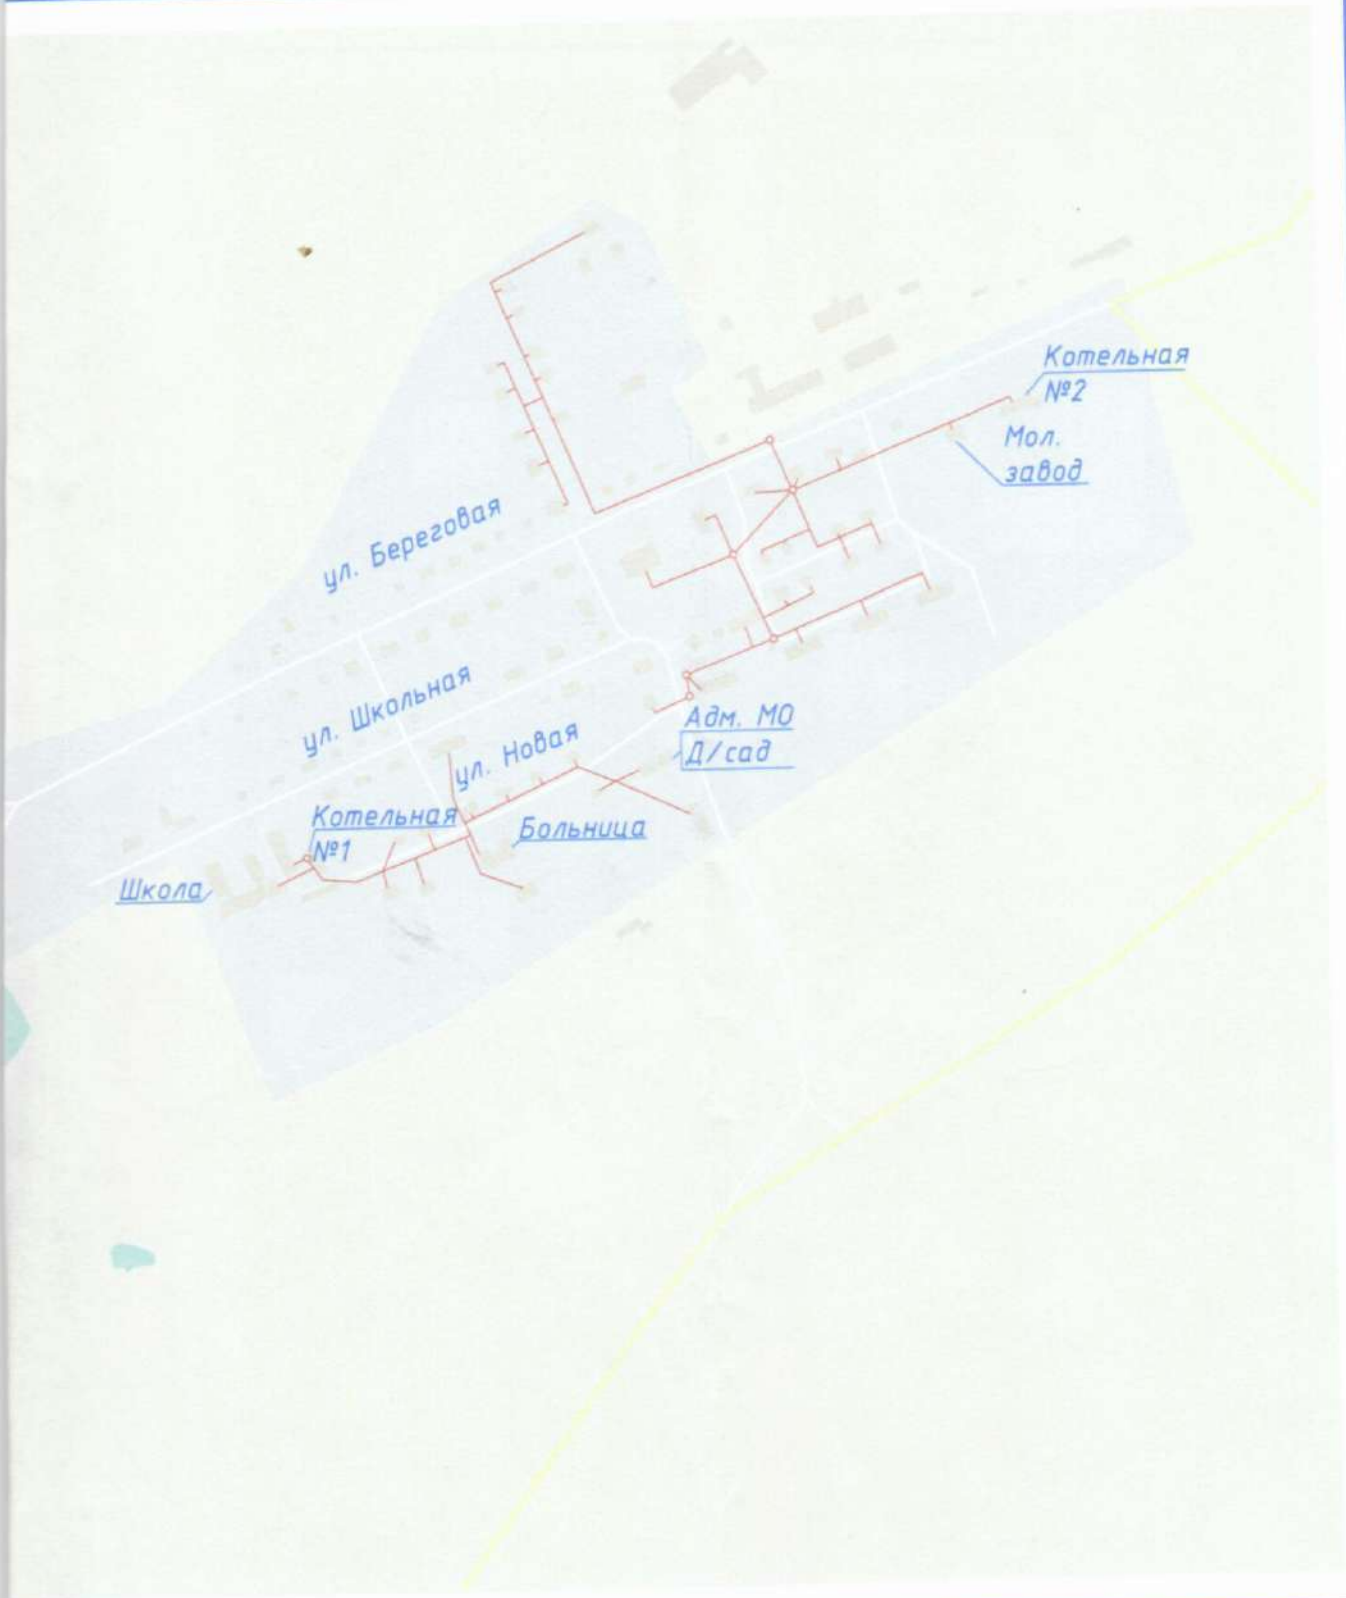 Котельная
№2
Мол.
завод
ул. Береговая
ул. Школьная
ул. Новая
Адм. МО
Д/сад
Котельная
№1
Больница
Школа